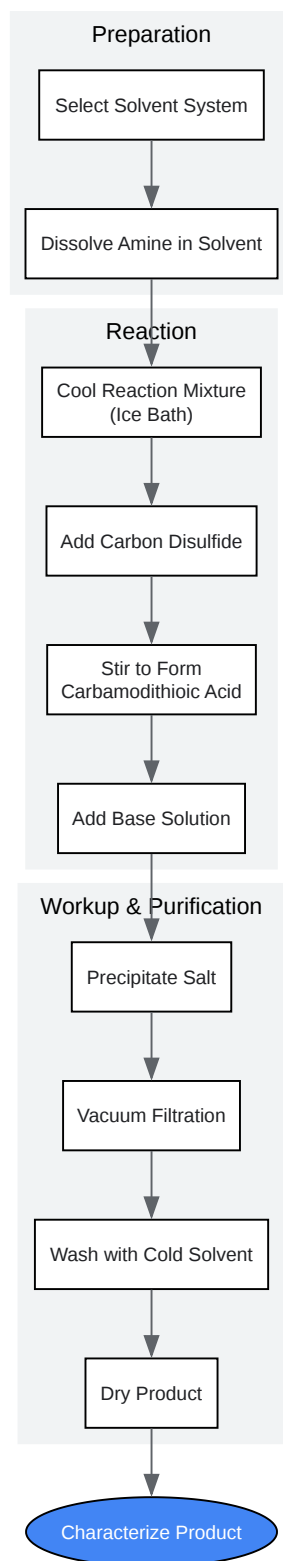 Preparation
Select Solvent System
Dissolve Amine in Solvent
Reaction
Cool Reaction Mixture
(Ice Bath)
Add Carbon Disulfide
Stir to Form
Carbamodithioic Acid
Add Base Solution
Workup & Purification
Precipitate Salt
Vacuum Filtration
Wash with Cold Solvent
Dry Product
Characterize Product